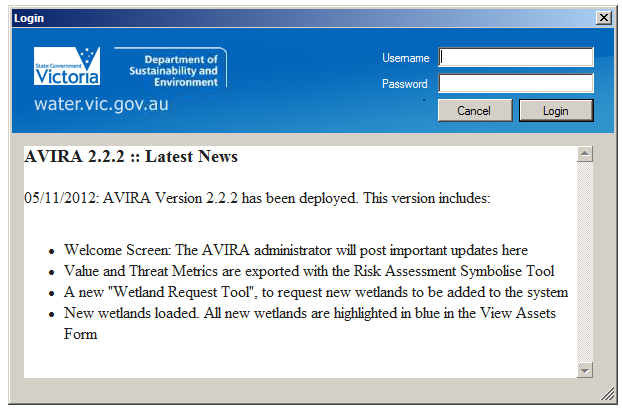 Login
State Government
Victoria
Department of
Sustainability and
Environment
water.vic.gov.au
Username
Password
Cancel
Login
AVIRA 2.2.2 :: Latest News
05/11/2012: AVIRA Version 2.2.2 has been deployed. This version includes:
• Welcome Screen: The AVIRA administrator will post important updates here
• Value and Threat Metrics are exported with the Risk Assessment Symbolise Tool
• A new "Wetland Request Tool", to request new wetlands to be added to the system
• New wetlands loaded. All new wetlands are highlighted in blue in the View Assets
Form